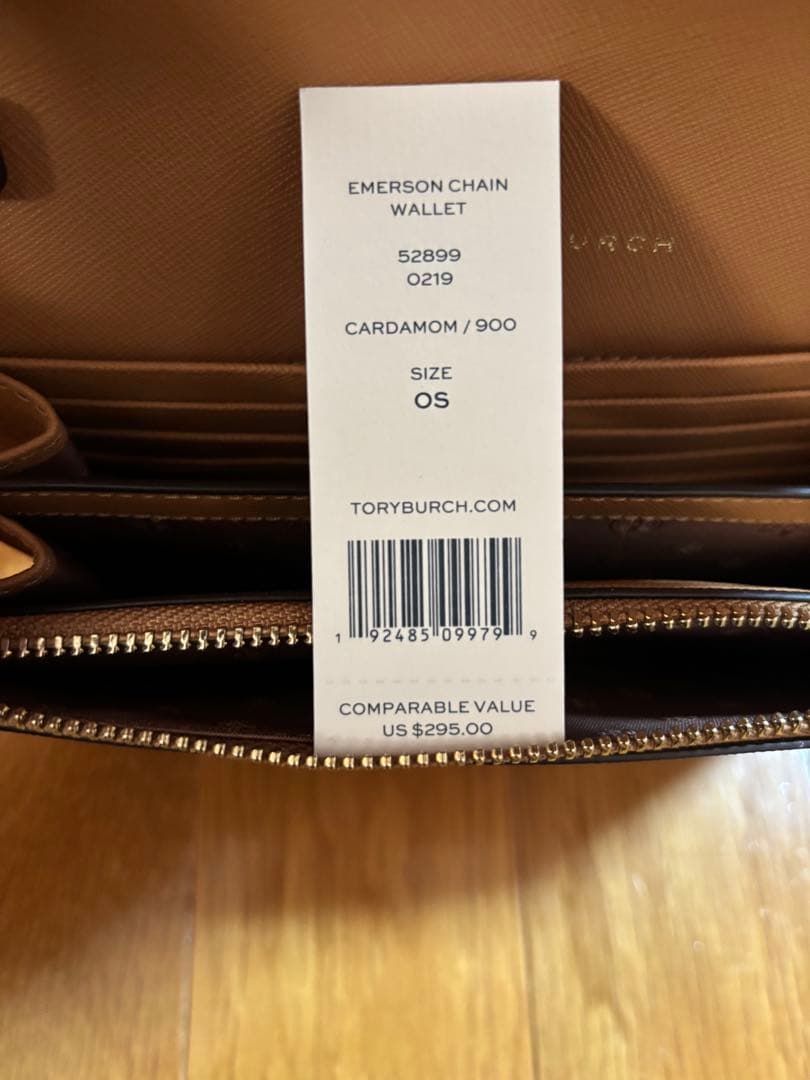 EMERSON CHAIN
WALLET
52899
0219
CARDAMOM / 900
SIZE
OS
URCH
TORYBURCH.COM
1 92485 09979 9
COMPARABLE VALUE
US $295.00